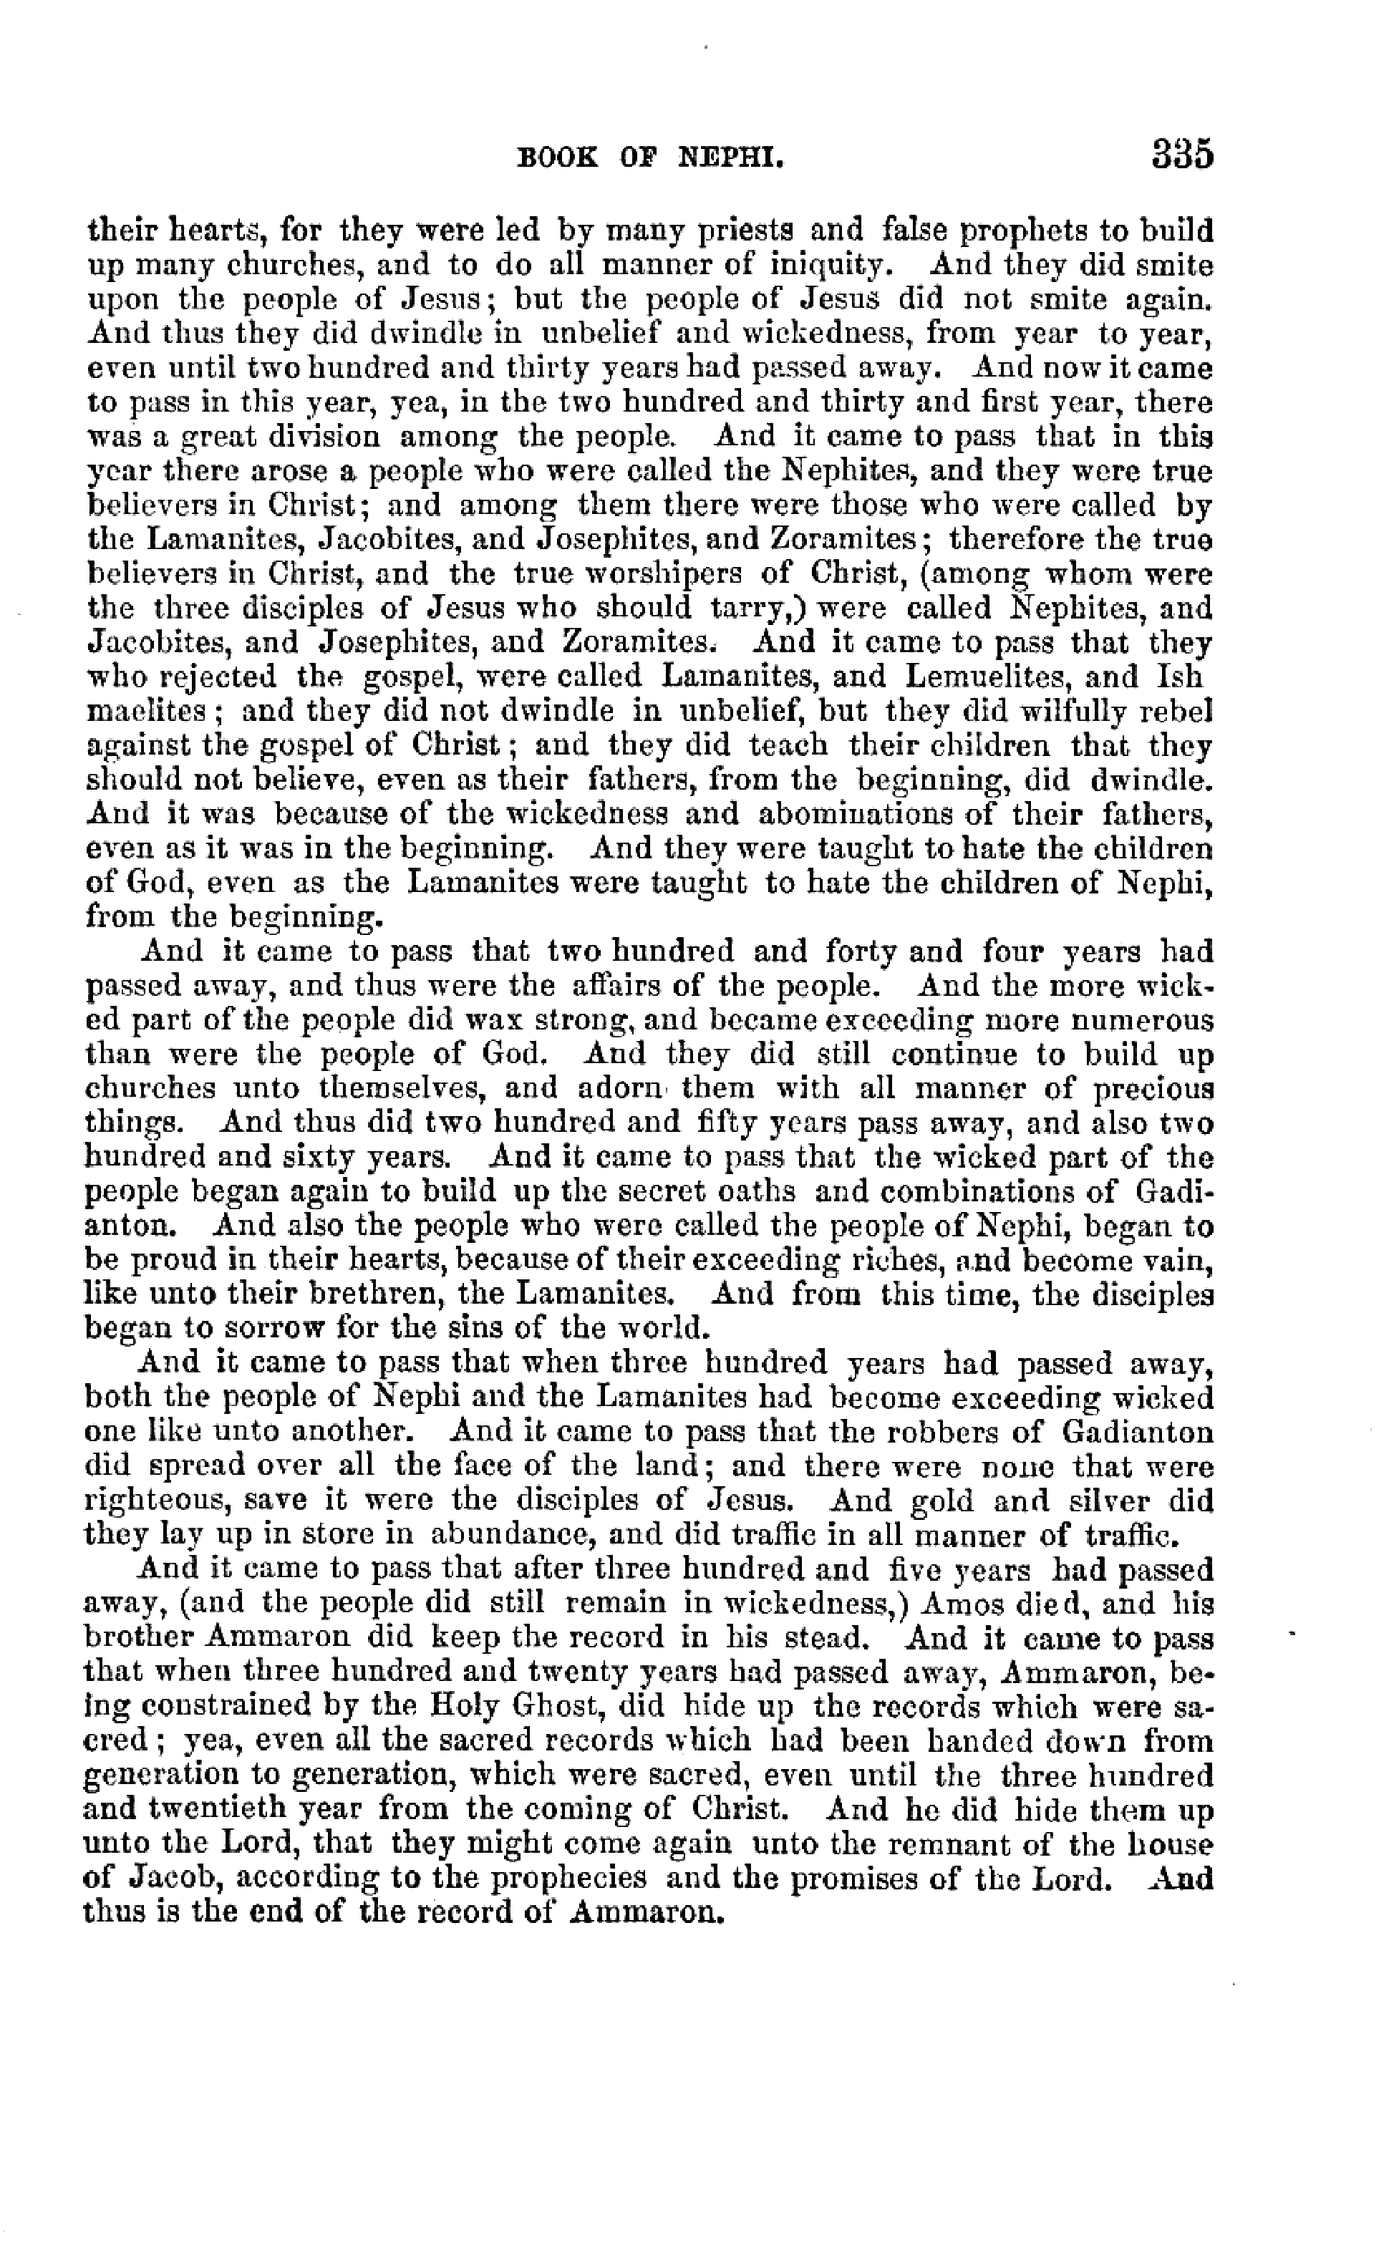 BOOK OF NEPHI. 335
their hearts, for they were led by many priests and false prophets to build
up many churches, and to do all manner of iniquity. And they did smite
upon the people of Jesus; but the people of Jesus did not smite again.
And thus they did dwindle in unbelief and wickedness, from year to year,
even until two hundred and thirty years had passed away. And now it came
to pass in this year, yea, in the two hundred and thirty and first year, there
was a great division among the people. And it came to pass that in this
year there arose a people who were called the Nephites, and they were true
believers in Christ; and among them there were those who were called by
the Lamanites, Jacobites, and Josephites, and Zoramites; therefore the true
believers in Christ, and the true worshipers of Christ, (among whom were
the three disciples of Jesus who should tarry,) were called Nephites, and
Jacobites, and Josephites, and Zoramites. And it came to pass that they
who rejected the gospel, were called Lamanites, and Lemuelites, and Ish
maelites; and they did not dwindle in unbelief, but they did wilfully rebel
against the gospel of Christ; and they did teach their children that they
should not believe, even as their fathers, from the beginning, did dwindle.
And it was because of the wickedness and abominations of their fathers,
even as it was in the beginning. And they were taught to hate the children
of God, even as the Lamanites were taught to hate the children of Nephi,
from the beginning.
And it came to pass that two hundred and forty and four years had
passed away, and thus were the affairs of the people. And the more wick-
ed part of the people did wax strong, and became exceeding more numerous
than were the people of God. And they did still continue to build up
churches unto themselves, and adorn them with all manner of precious
things. And thus did two hundred and fifty years pass away, and also two
hundred and sixty years. And it came to pass that the wicked part of the
people began again to build up the secret oaths and combinations of Gadi-
anton. And also the people who were called the people of Nephi, began to
be proud in their hearts, because of their exceeding riches, and become vain,
like unto their brethren, the Lamanites. And from this time, the disciples
began to sorrow for the sins of the world.
And it came to pass that when three hundred years had passed away,
both the people of Nephi and the Lamanites had become exceeding wicked
one like unto another. And it came to pass that the robbers of Gadianton
did spread over all the face of the land; and there were none that were
righteous, save it were the disciples of Jesus. And gold and silver did
they lay up in store in abundance, and did traffic in all manner of traffic.
And it came to pass that after three hundred and five years had passed
away, (and the people did still remain in wickedness,) Amos died, and his
brother Ammaron did keep the record in his stead. And it came to pass
that when three hundred and twenty years had passed away, Ammaron, be-
ing constrained by the Holy Ghost, did hide up the records which were sa-
cred; yea, even all the sacred records which had been handed down from
generation to generation, which were sacred, even until the three hundred
and twentieth year from the coming of Christ. And he did hide them up
unto the Lord, that they might come again unto the remnant of the house
of Jacob, according to the prophecies and the promises of the Lord. And
thus is the end of the record of Ammaron.